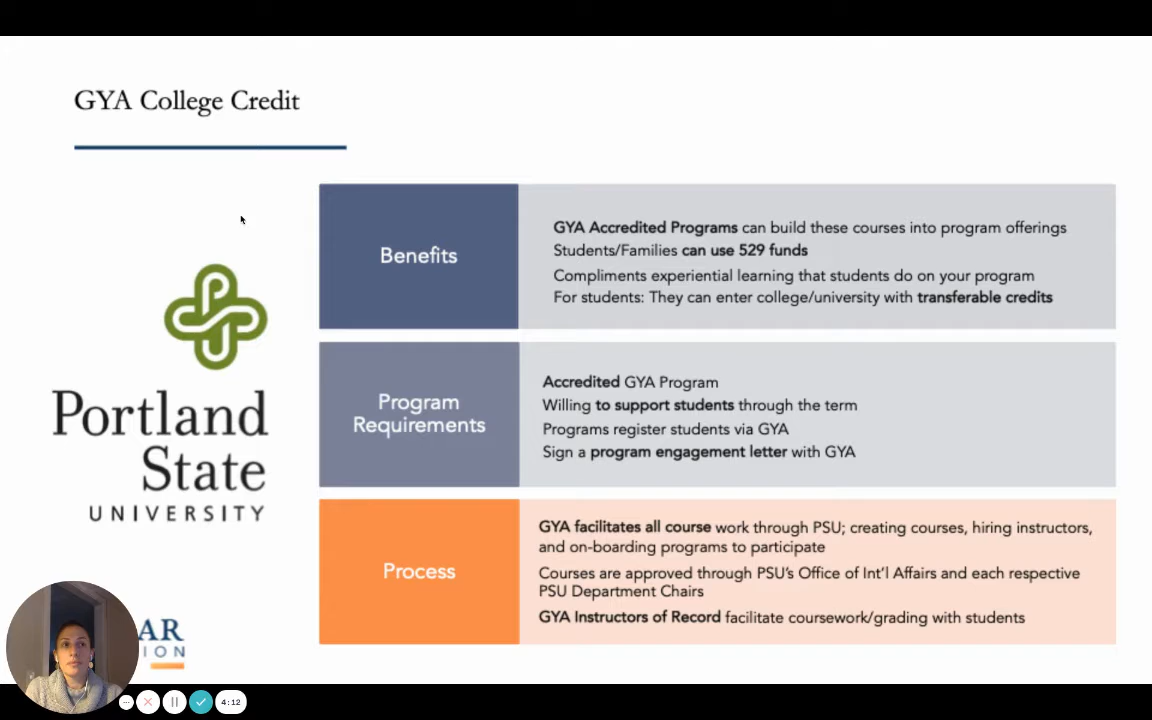 GYA College Credit
Benefits
GYA Accredited Programs can build these courses into program offerings
Students/Families can use 529 funds
Compliments experiential learning that students do on your program
For students: They can enter college/university with transferable credits
Portland
State
UNIVERSITY
Program
Requirements
Accredited GYA Program
Willing to support students through the term
Programs register students via GYA
Sign a program engagement letter with GYA
Process
GYA facilitates all course work through PSU; creating courses, hiring instructors,
and on-boarding programs to participate
Courses are approved through PSU's Office of Int'l Affairs and each respective
PSU Department Chairs
GYA Instructors of Record facilitate coursework/grading with students
AR
ION
4:12